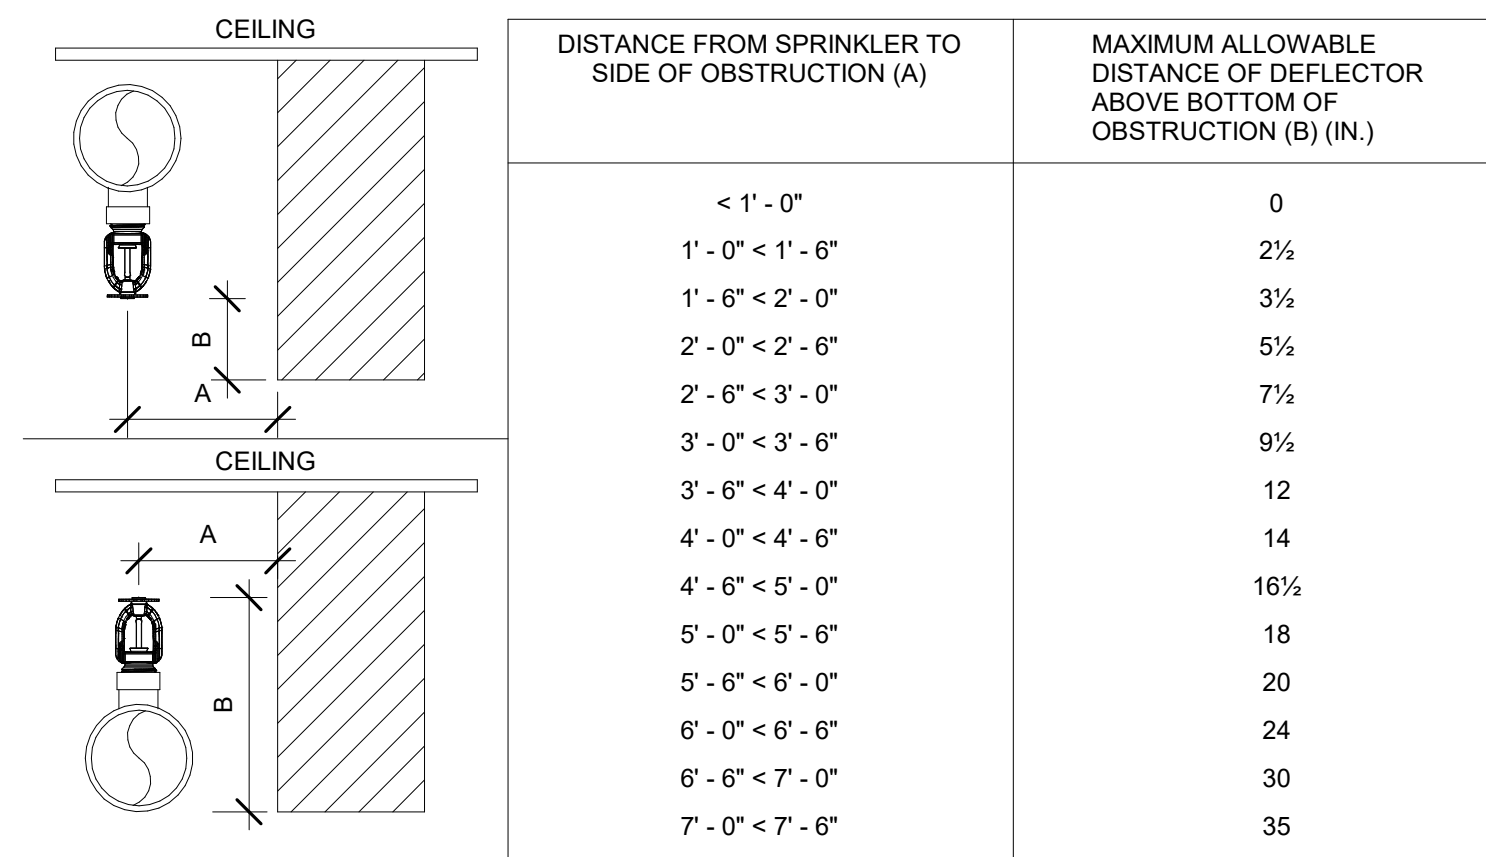 CEILING
A
B
CEILING
A
B
DISTANCE FROM SPRINKLER TO
SIDE OF OBSTRUCTION (A)
MAXIMUM ALLOWABLE
DISTANCE OF DEFLECTOR
ABOVE BOTTOM OF
OBSTRUCTION (B) (IN.)
< 1' - 0" 0
1' - 0" < 1' - 6" 2½
1' - 6" < 2' - 0" 3½
2' - 0" < 2' - 6" 5½
2' - 6" < 3' - 0" 7½
3' - 0" < 3' - 6" 9½
3' - 6" < 4' - 0" 12
4' - 0" < 4' - 6" 14
4' - 6" < 5' - 0" 16½
5' - 0" < 5' - 6" 18
5' - 6" < 6' - 0" 20
6' - 0" < 6' - 6" 24
6' - 6" < 7' - 0" 30
7' - 0" < 7' - 6" 35